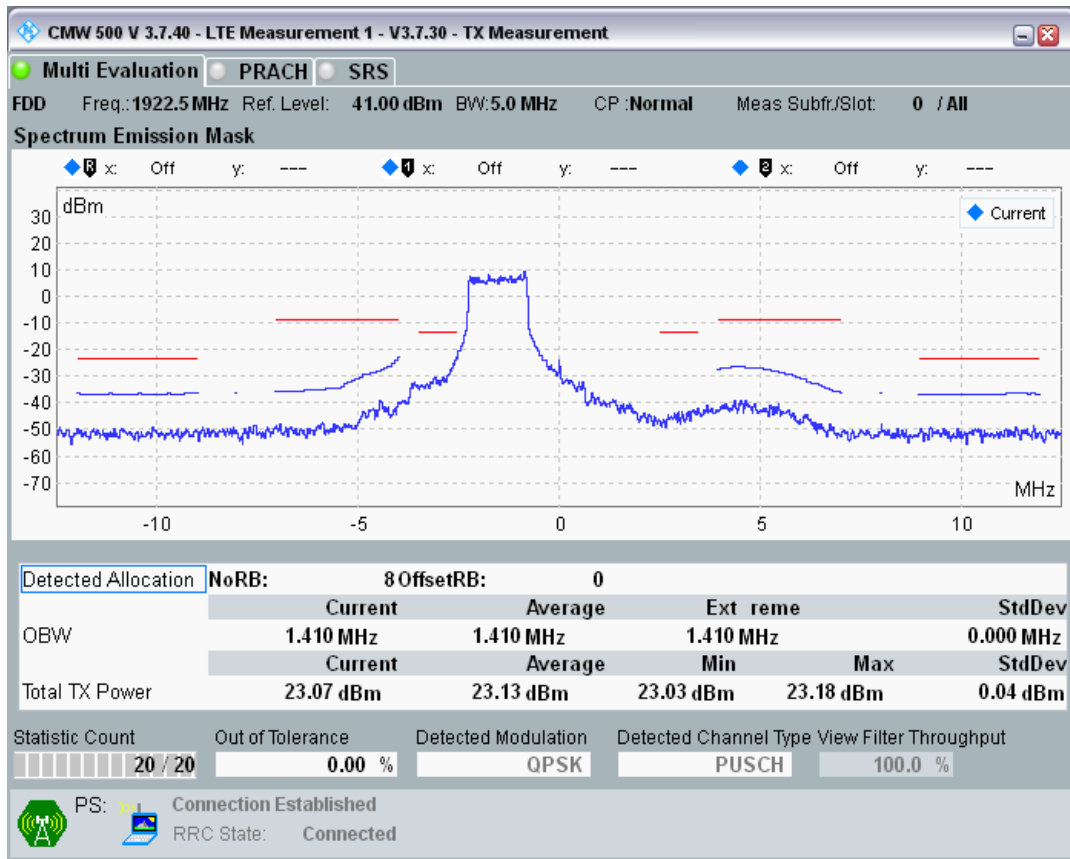 CMW 500 V 3.7.40 - LTE Measurement 1 - V3.7.30 - TX Measurement
Multi Evaluation PRACH SRS
FDD Freq.: 1922.5 MHz Ref. Level: 41.00 dBm BW: 5.0 MHz CP : Normal Meas Subfr./Slot: 0 / All
Spectrum Emission Mask
R x: Off y: --- 1 x: Off y: --- 2 x: Off y: ---
dBm
Current
30
20
10
0
-10
-20
-30
-40
-50
-60
-70
MHz
-10 -5 0 5 10
Detected Allocation NoRB: 8 OffsetRB: 0
Current Average Ext reme StdDev
OBW 1.410 MHz 1.410 MHz 1.410 MHz 0.000 MHz
Current Average Min Max StdDev
Total TX Power 23.07 dBm 23.13 dBm 23.03 dBm 23.18 dBm 0.04 dBm
Statistic Count Out of Tolerance Detected Modulation Detected Channel Type View Filter Throughput
20 / 20 0.00 % QPSK PUSCH 100.0 %
PS: Connection Established
RRC State: Connected